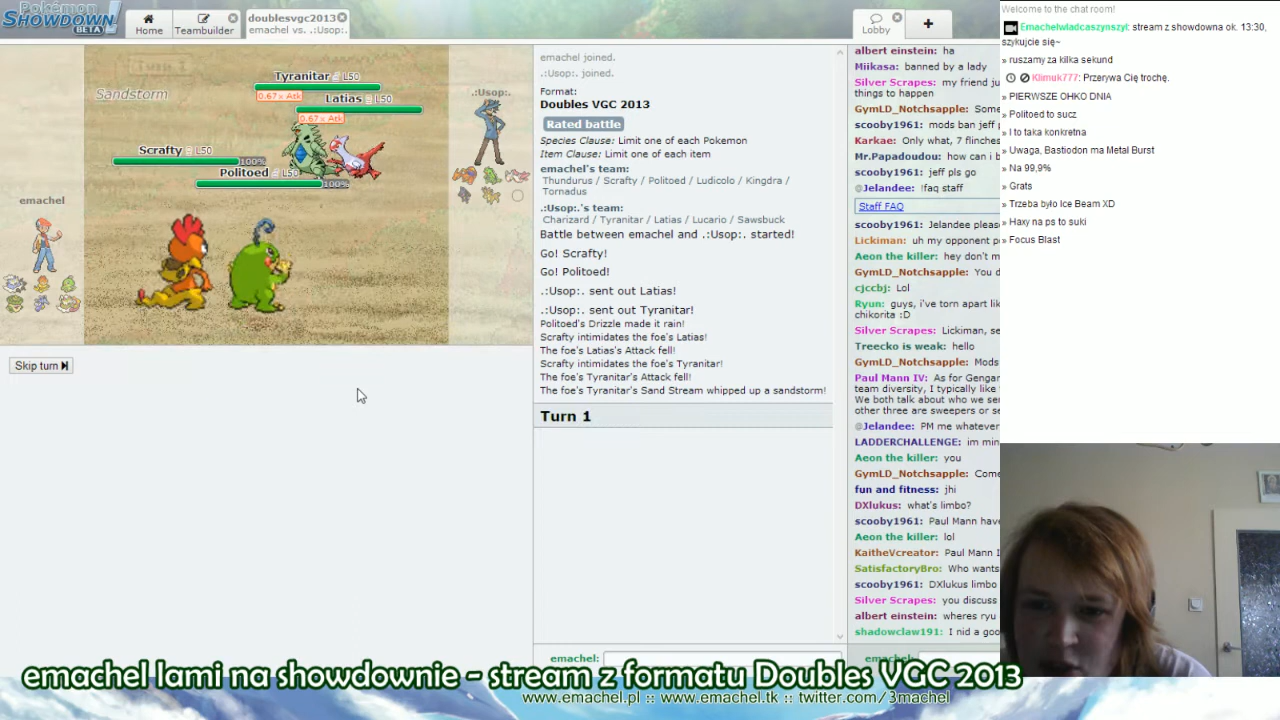 Pokémon
SHOWDOWN
BETA
Home
Teambuilder
doublesvgc2013
emachel vs. .:Usop:.
Lobby
Turn 1
Sandstorm
Tyranitar L50
0.67x Atk
Latias L50
0.67x Atk
Scrafty L50
100%
Politoed L50
100%
emachel
.:Usop:.
Skip turn
emachel joined.
.:Usop:. joined.
Format:
Doubles VGC 2013
Rated battle
Species Clause: Limit one of each Pokemon
Item Clause: Limit one of each item
emachel's team:
Thundurus / Scrafty / Politoed / Ludicolo / Kingdra /
Tornadus
.:Usop:.'s team:
Charizard / Tyranitar / Latias / Lucario / Sawsbuck
Battle between emachel and .:Usop:. started!
Go! Scrafty!
Go! Politoed!
.:Usop:. sent out Latias!
.:Usop:. sent out Tyranitar!
Politoed's Drizzle made it rain!
Scrafty intimidates the foe's Latias!
The foe's Latias's Attack fell!
Scrafty intimidates the foe's Tyranitar!
The foe's Tyranitar's Attack fell!
The foe's Tyranitar's Sand Stream whipped up a sandstorm!
Turn 1
emachel:
albert einstein: ha
Miikasa: banned by a lady
Silver Scrapes: my friend ju
things to happen
GymLD_Notchsapple: Some
scooby1961: mods ban jeff p
Karkae: Only what, 7 flinches
Mr.Papadoudou: how can i b
scooby1961: jeff pls go
@Jelandee: !faq staff
Staff FAQ
scooby1961: Jelandee please
Lickiman: uh my opponent p
Aeon the killer: hey don't m
GymLD_Notchsapple: You d
cjccbj: Lol
Ryun: guys, i've torn apart lik
chikorita :D
Silver Scrapes: Lickiman, se
Treecko is weak: hello
GymLD_Notchsapple: Mods
Paul Mann IV: As for Gengar
team diversity, I typically like
We both talk about who we se
other three are sweepers or se
@Jelandee: PM me whatever
LADDERCHALLENGE: im min
Aeon the killer: you
GymLD_Notchsapple: Come
fun and fitness: jhi
DXlukus: what's limbo?
scooby1961: Paul Mann have
Aeon the killer: lol
KaitheVcreator: Paul Mann I
SatisfactoryBro: Who wants
scooby1961: DXlukus limbo
Silver Scrapes: you discuss
albert einstein: wheres ryu
shadowclaw191: I nid a goo
emachel:
Welcome to the chat room!
Emachelwladcaszynszyl: stream z showdowna ok. 13:30,
szykujcie się~
» ruszamy za kilka sekund
Klimuk777: Przerywa Cię trochę.
» PIERWSZE OHKO DNIA
» Politoed to sucz
» I to taka konkretna
» Uwaga, Bastiodon ma Metal Burst
» Na 99,9%
» Grats
» Trzeba było Ice Beam XD
» Haxy na ps to suki
» Focus Blast
emachel lami na showdownie - stream z formatu Doubles VGC 2013
www.emachel.pl :: www.emachel.tk :: twitter.com/3machel